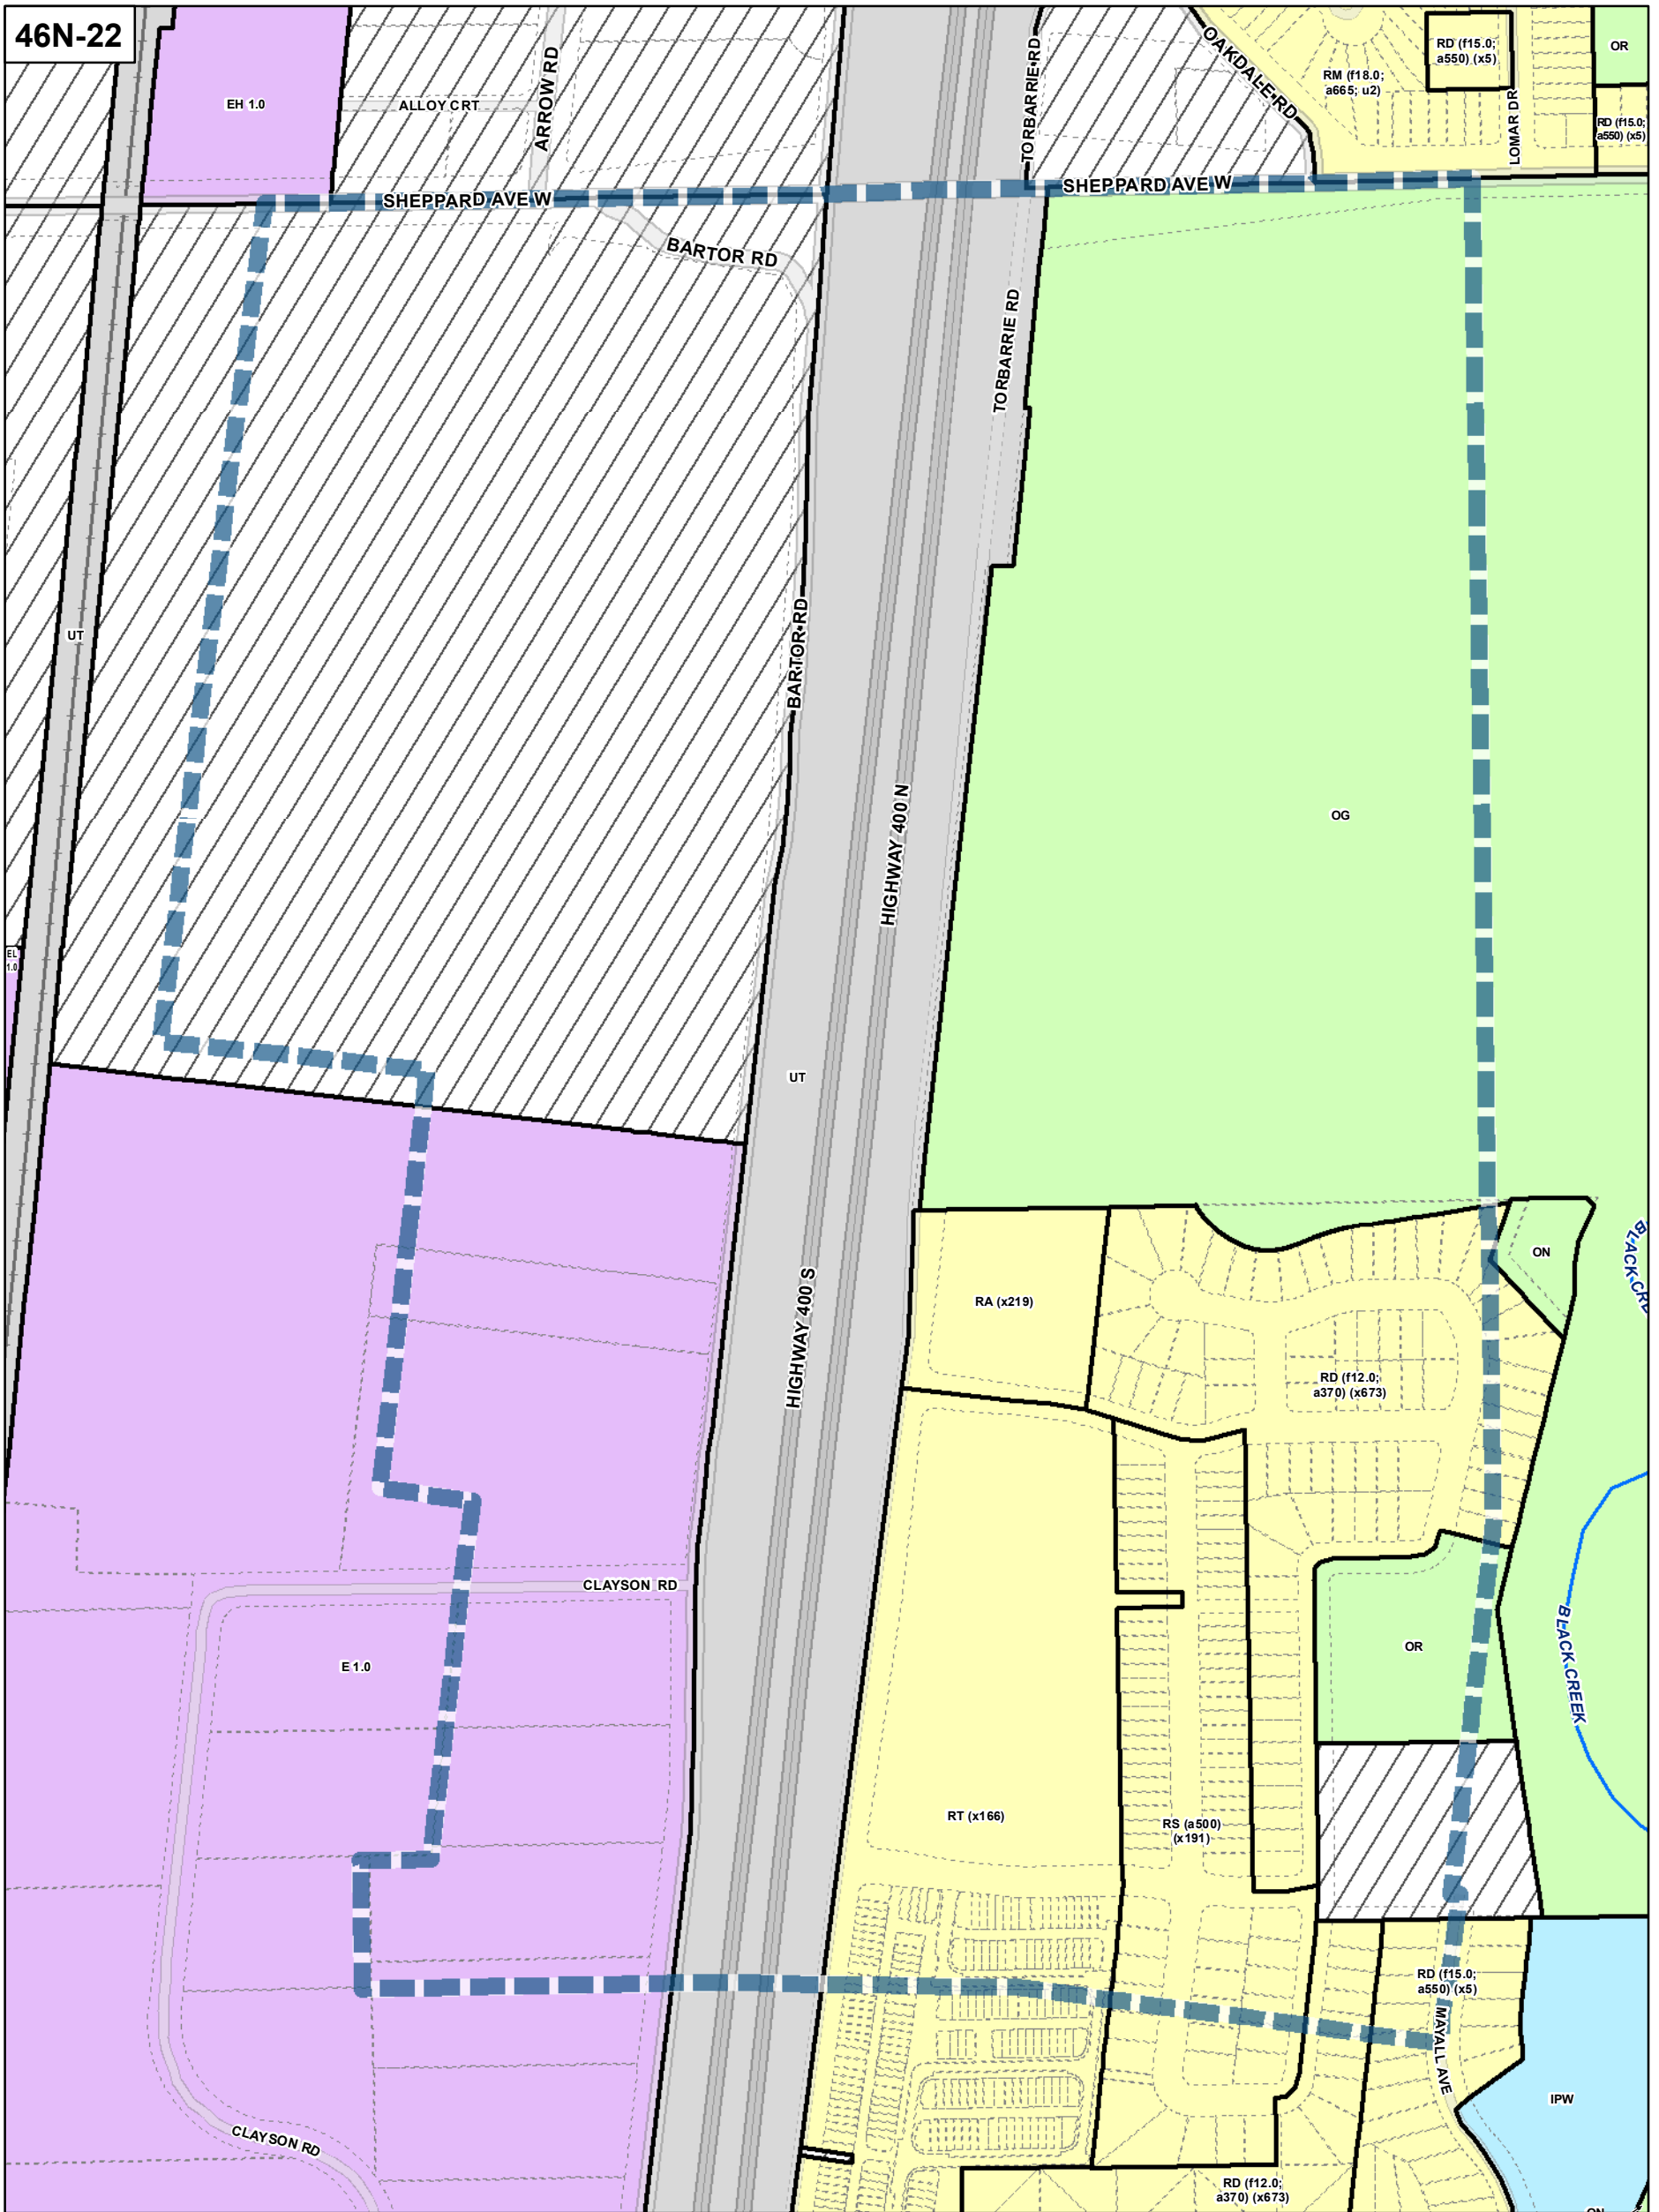 46N-22
EH 1.0
ALLOY CRT
ARROW RD
TORBARRIE RD
OAKDALE RD
RM (f18.0;
a665; u2)
RD (f15.0;
a550) (x5)
LOMAR DR
OR
RD (f15.0;
a550) (x5)
SHEPPARD AVE W
SHEPPARD AVE W
BARTOR RD
TORBARRIE RD
UT
BARTOR RD
HIGHWAY 400 N
OG
EL
1.0
UT
HIGHWAY 400 S
RA (x219)
ON
BLACK CRE
RD (f12.0;
a370) (x673)
CLAYSON RD
E 1.0
OR
BLACK CREEK
RT (x166)
RS (a500)
(x191)
RD (f15.0;
a550) (x5)
MAYALL AVE
IPW
CLAYSON RD
RD (f12.0;
a370) (x673)
ON